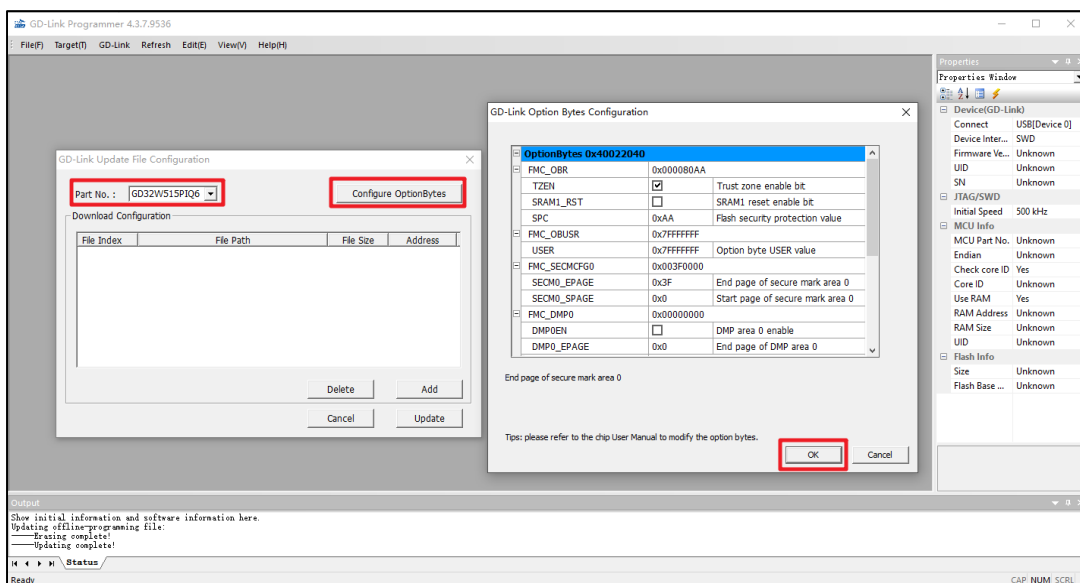 GD-Link Programmer 4.3.7.9536
File(F) Target(T) GD-Link Refresh Edit(E) View(V) Help(H)
GD-Link Update File Configuration
Part No. : GD32W515PIQ6
Configure OptionBytes
Download Configuration
File Index File Path File Size Address
Delete Add
Cancel Update
GD-Link Option Bytes Configuration
OptionBytes 0x40022040
FMC_OBR 0x000080AA
TZEN Trust zone enable bit
SRAM1_RST SRAM1 reset enable bit
SPC 0xAA Flash security protection value
FMC_OBUSR 0x7FFFFFFF
USER 0x7FFFFFFF Option byte USER value
FMC_SECMCFG0 0x003F0000
SECM0_EPAGE 0x3F End page of secure mark area 0
SECM0_SPAGE 0x0 Start page of secure mark area 0
FMC_DMP0 0x00000000
DMP0EN DMP area 0 enable
DMP0_EPAGE 0x0 End page of DMP area 0
End page of secure mark area 0
Tips: please refer to the chip User Manual to modify the option bytes.
OK Cancel
Properties
Properties Window
Device(GD-Link)
Connect USB[Device 0]
Device Inter... SWD
Firmware Ve... Unknown
UID Unknown
SN Unknown
JTAG/SWD
Initial Speed 500 kHz
MCU Info
MCU Part No. Unknown
Endian Unknown
Check core ID Yes
Core ID Unknown
Use RAM Yes
RAM Address Unknown
RAM Size Unknown
UID Unknown
Flash Info
Size Unknown
Flash Base ... Unknown
Output
Show initial information and software information here.
Updating offline-programming file:
——Erasing complete!
——Updating complete!
Status
Ready
CAP NUM SCRL